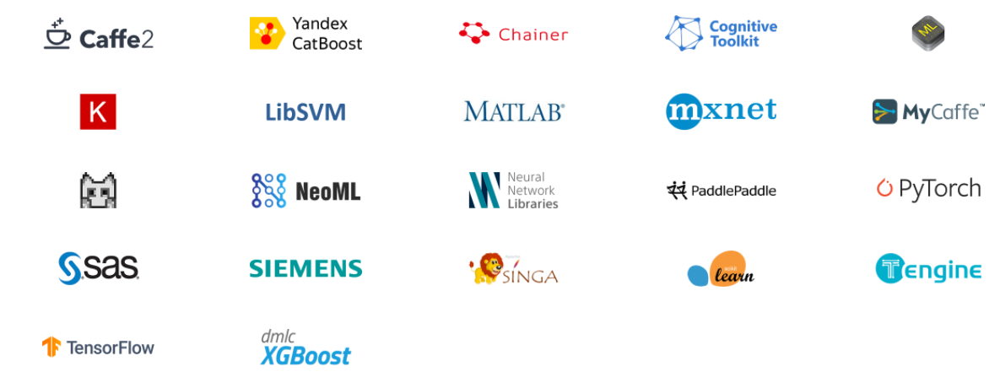 Caffe2
Yandex
CatBoost
Chainer
Cognitive
Toolkit
ML
K
LibSVM
MATLAB®
mxnet
MyCaffe™
NeoML
Neural
Network
Libraries
PaddlePaddle
PyTorch
sas
SIEMENS
SINGA
learn
Tengine
TensorFlow
dmlc
XGBoost